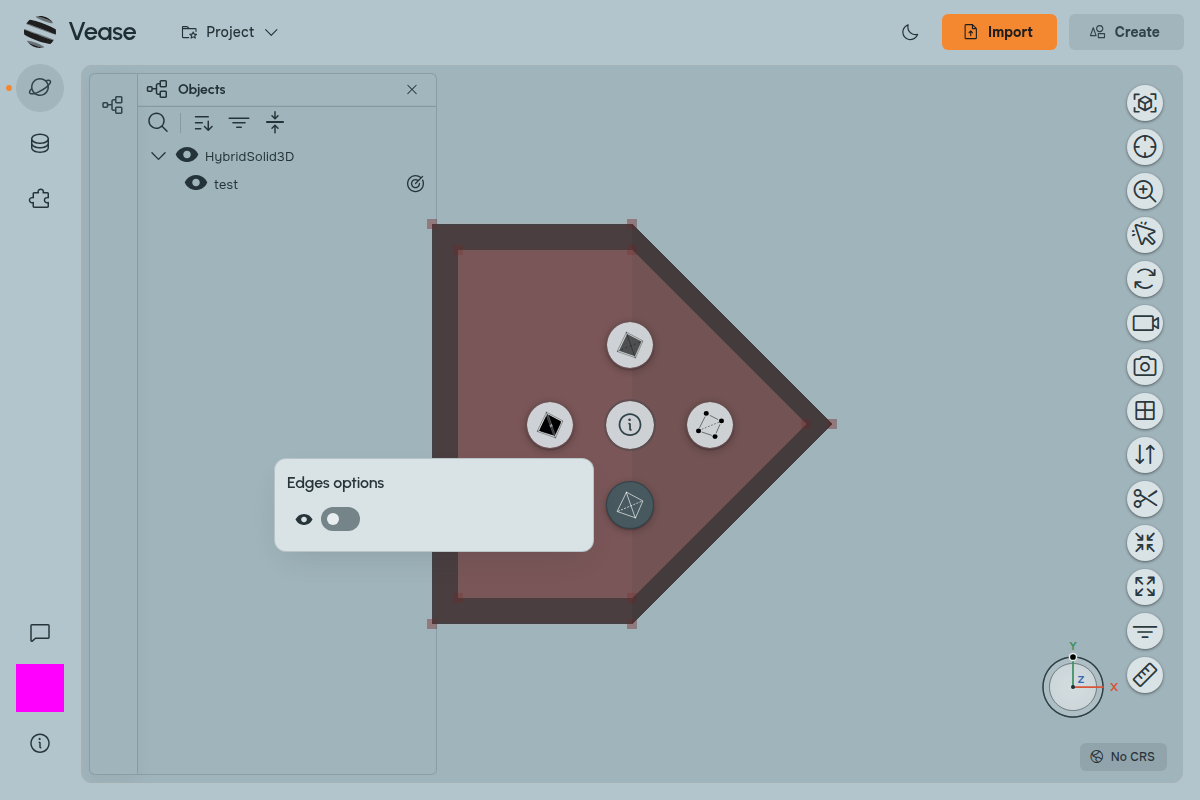 Vease
Project
Import
Create
Objects
HybridSolid3D
test
Edges options
Y
Z
X
No CRS